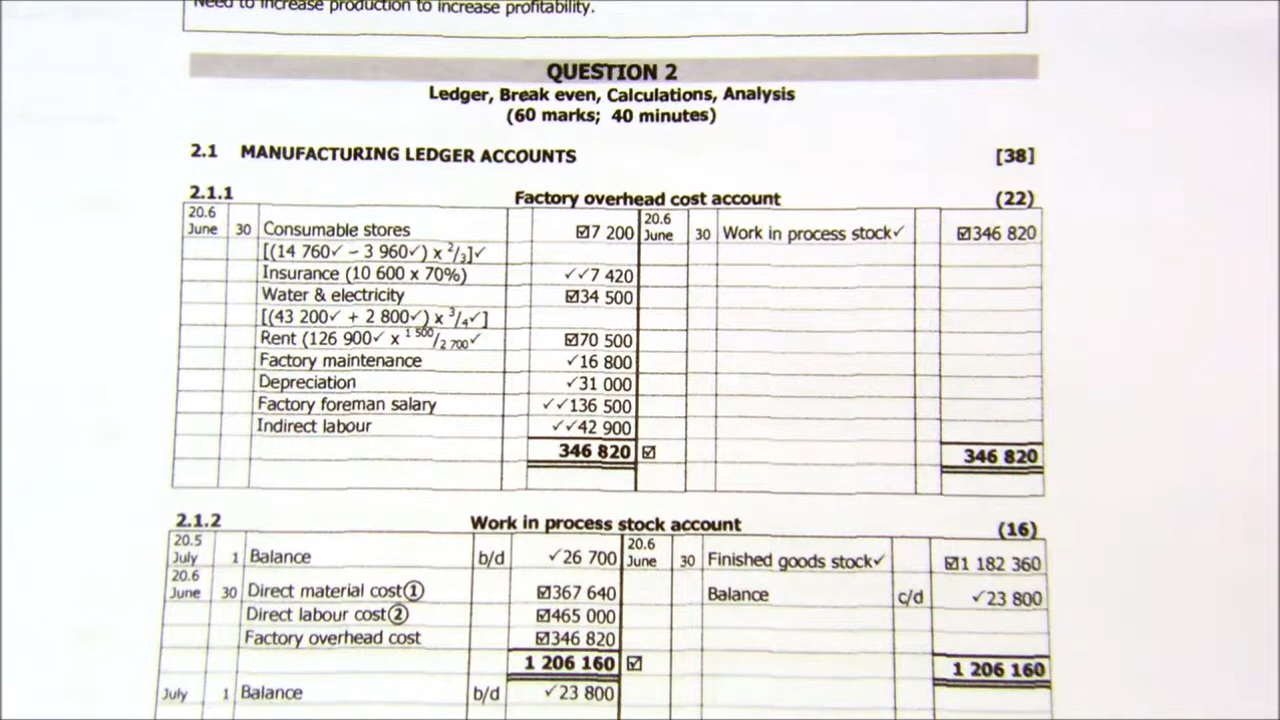 Need to increase production to increase profitability.
QUESTION 2
Ledger, Break even, Calculations, Analysis
(60 marks; 40 minutes)
2.1 MANUFACTURING LEDGER ACCOUNTS [38]
2.1.1 Factory overhead cost account (22)
20.6 20.6
June 30 Consumable stores ☑7 200 June 30 Work in process stock✓ ☑346 820
[(14 760✓ – 3 960✓) x 2/3]✓
Insurance (10 600 x 70%) ✓✓7 420
Water & electricity ☑34 500
[(43 200✓ + 2 800✓) x 3/4✓]
Rent (126 900✓ x 1 500/2 700✓ ☑70 500
Factory maintenance ✓16 800
Depreciation ✓31 000
Factory foreman salary ✓✓136 500
Indirect labour ✓✓42 900
346 820 ☑ 346 820
2.1.2 Work in process stock account (16)
20.5 20.6
July 1 Balance b/d ✓26 700 June 30 Finished goods stock✓ ☑1 182 360
20.6
June 30 Direct material cost① ☑367 640 Balance c/d ✓23 800
Direct labour cost② ☑465 000
Factory overhead cost ☑346 820
1 206 160 ☑ 1 206 160
July 1 Balance b/d ✓23 800